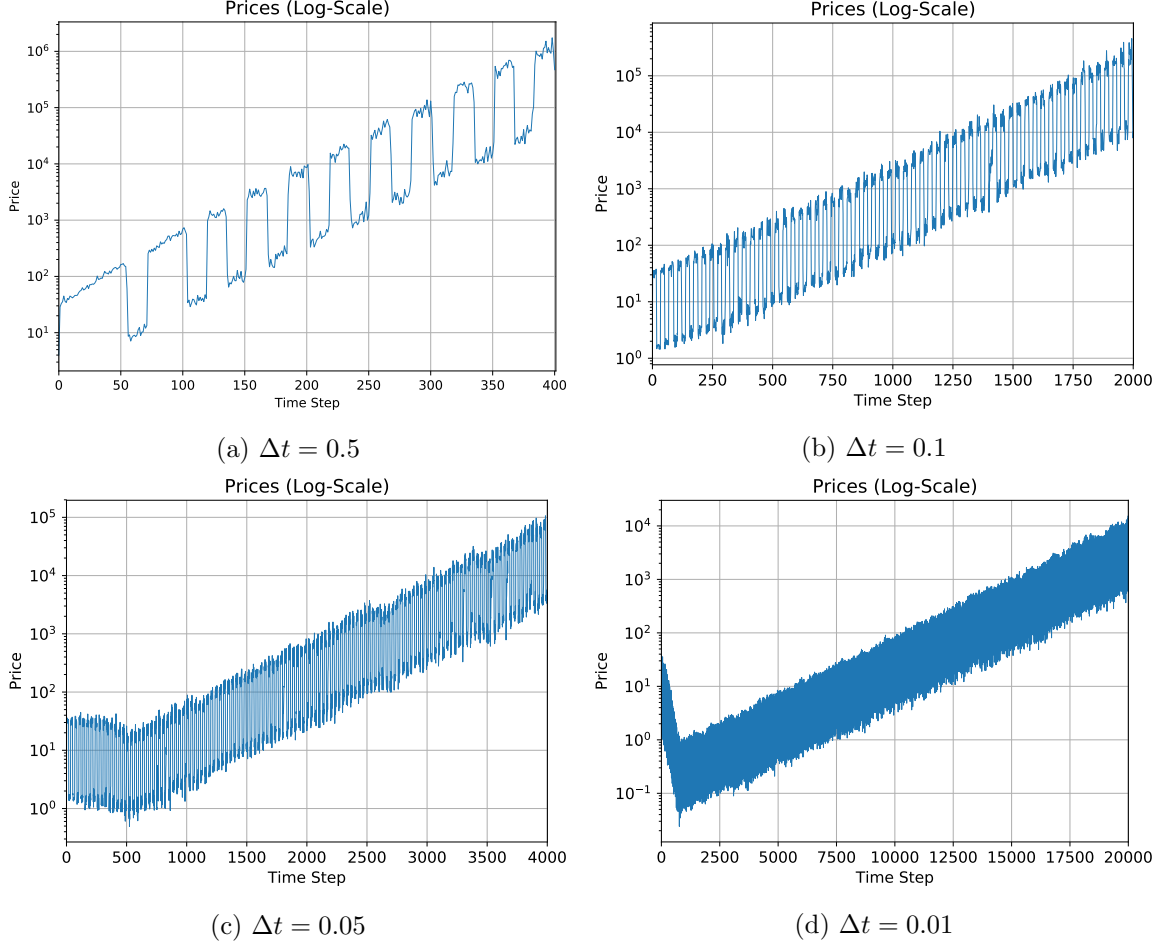 Prices (Log-Scale)
Price
10^6
10^5
10^4
10^3
10^2
10^1
0 50 100 150 200 250 300 350 400
Time Step
(a) Δt = 0.5
Prices (Log-Scale)
Price
10^5
10^4
10^3
10^2
10^1
10^0
0 250 500 750 1000 1250 1500 1750 2000
Time Step
(b) Δt = 0.1
Prices (Log-Scale)
Price
10^5
10^4
10^3
10^2
10^1
10^0
0 500 1000 1500 2000 2500 3000 3500 4000
Time Step
(c) Δt = 0.05
Prices (Log-Scale)
Price
10^4
10^3
10^2
10^1
10^0
10^−1
0 2500 5000 7500 10000 12500 15000 17500 20000
Time Step
(d) Δt = 0.01